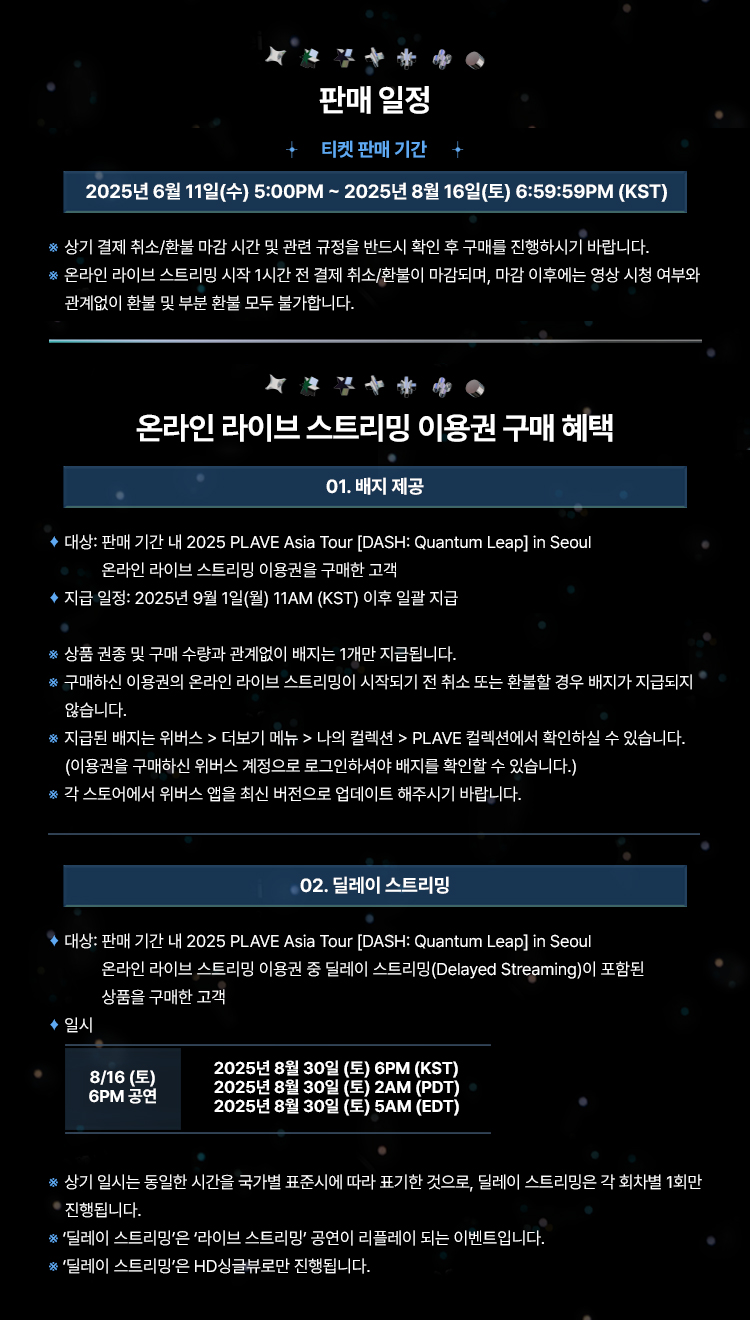 판매 일정
티켓 판매 기간
2025년 6월 11일(수) 5:00PM ~ 2025년 8월 16일(토) 6:59:59PM (KST)
※ 상기 결제 취소/환불 마감 시간 및 관련 규정을 반드시 확인 후 구매를 진행하시기 바랍니다.
※ 온라인 라이브 스트리밍 시작 1시간 전 결제 취소/환불이 마감되며, 마감 이후에는 영상 시청 여부와
관계없이 환불 및 부분 환불 모두 불가합니다.
온라인 라이브 스트리밍 이용권 구매 혜택
01. 배지 제공
♦ 대상: 판매 기간 내 2025 PLAVE Asia Tour [DASH: Quantum Leap] in Seoul
온라인 라이브 스트리밍 이용권을 구매한 고객
♦ 지급 일정: 2025년 9월 1일(월) 11AM (KST) 이후 일괄 지급
※ 상품 권종 및 구매 수량과 관계없이 배지는 1개만 지급됩니다.
※ 구매하신 이용권의 온라인 라이브 스트리밍이 시작되기 전 취소 또는 환불할 경우 배지가 지급되지
않습니다.
※ 지급된 배지는 위버스 > 더보기 메뉴 > 나의 컬렉션 > PLAVE 컬렉션에서 확인하실 수 있습니다.
(이용권을 구매하신 위버스 계정으로 로그인하셔야 배지를 확인할 수 있습니다.)
※ 각 스토어에서 위버스 앱을 최신 버전으로 업데이트 해주시기 바랍니다.
02. 딜레이 스트리밍
♦ 대상: 판매 기간 내 2025 PLAVE Asia Tour [DASH: Quantum Leap] in Seoul
온라인 라이브 스트리밍 이용권 중 딜레이 스트리밍(Delayed Streaming)이 포함된
상품을 구매한 고객
♦ 일시
8/16 (토)
6PM 공연
2025년 8월 30일 (토) 6PM (KST)
2025년 8월 30일 (토) 2AM (PDT)
2025년 8월 30일 (토) 5AM (EDT)
※ 상기 일시는 동일한 시간을 국가별 표준시에 따라 표기한 것으로, 딜레이 스트리밍은 각 회차별 1회만
진행됩니다.
※ '딜레이 스트리밍'은 '라이브 스트리밍' 공연이 리플레이 되는 이벤트입니다.
※ '딜레이 스트리밍'은 HD싱글뷰로만 진행됩니다.